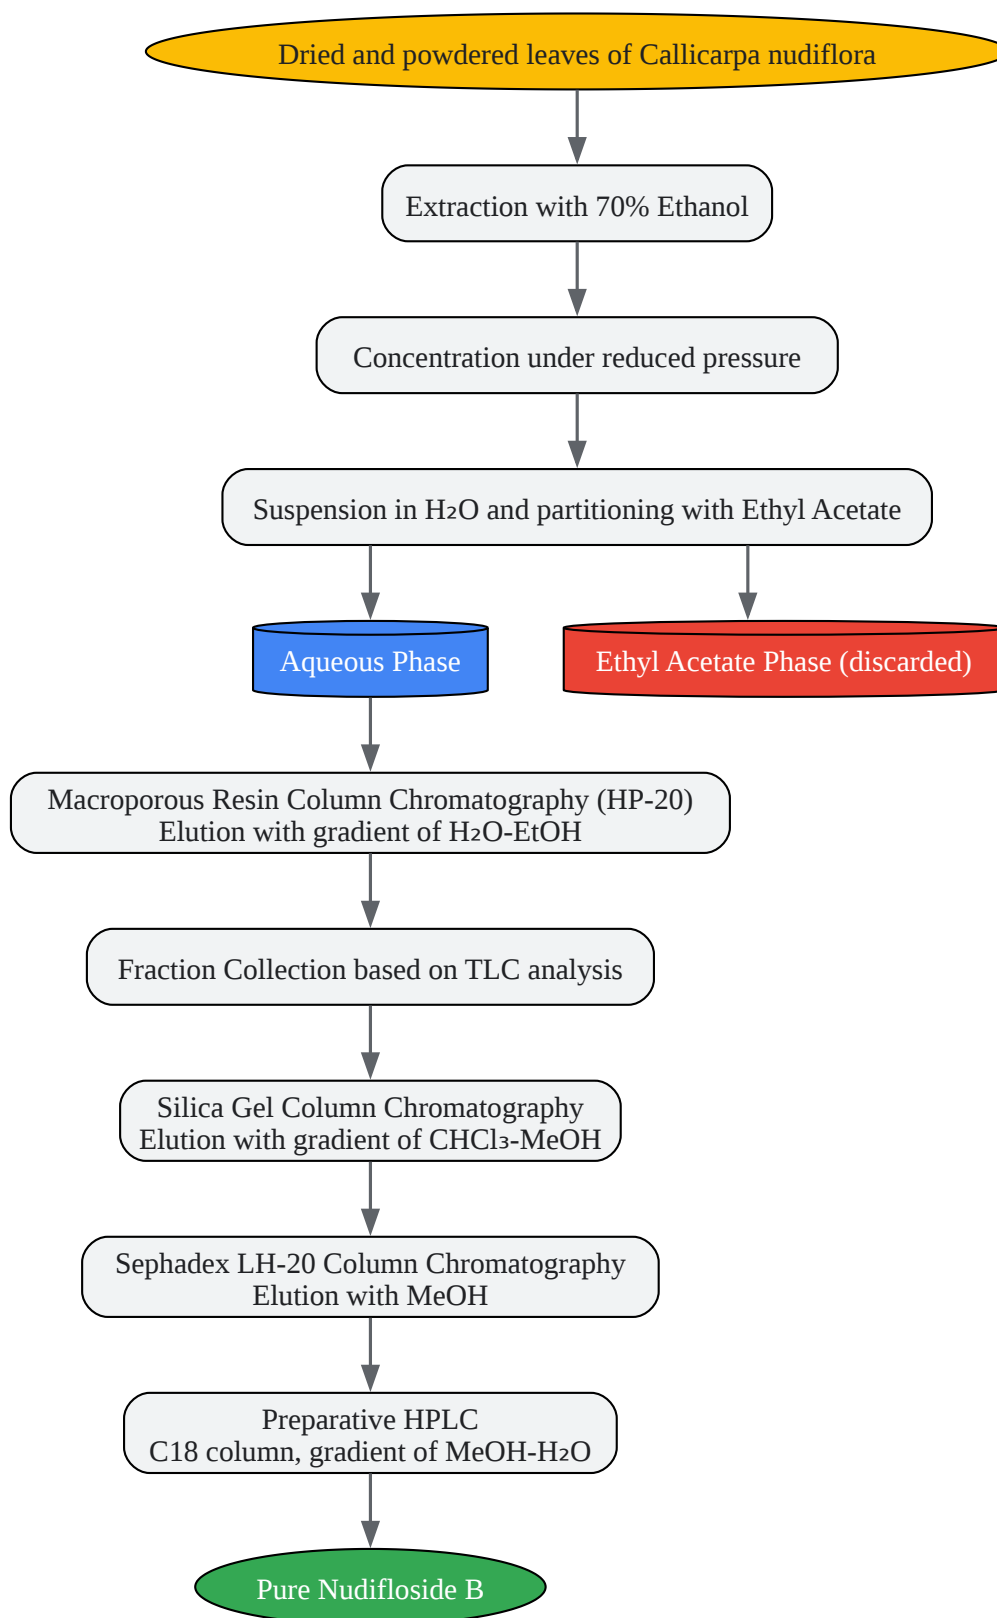 Dried and powdered leaves of Callicarpa nudiflora
Extraction with 70% Ethanol
Concentration under reduced pressure
Suspension in H₂O and partitioning with Ethyl Acetate
Aqueous Phase
Ethyl Acetate Phase (discarded)
Macroporous Resin Column Chromatography (HP-20)
Elution with gradient of H₂O-EtOH
Fraction Collection based on TLC analysis
Silica Gel Column Chromatography
Elution with gradient of CHCl₃-MeOH
Sephadex LH-20 Column Chromatography
Elution with MeOH
Preparative HPLC
C18 column, gradient of MeOH-H₂O
Pure Nudifloside B